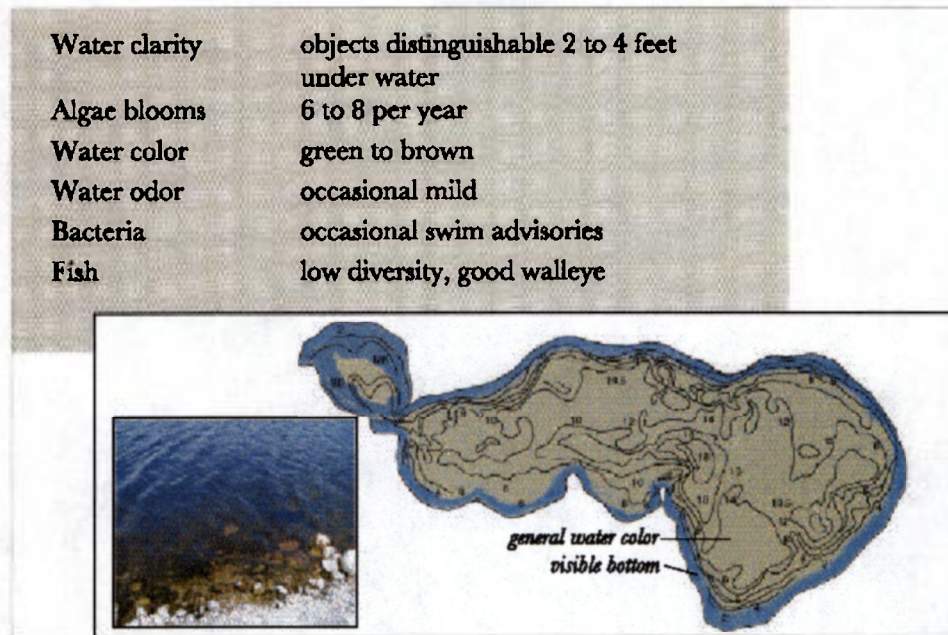 Water clarity objects distinguishable 2 to 4 feet
under water
Algae blooms 6 to 8 per year
Water color green to brown
Water odor occasional mild
Bacteria occasional swim advisories
Fish low diversity, good walleye
general water color
visible bottom